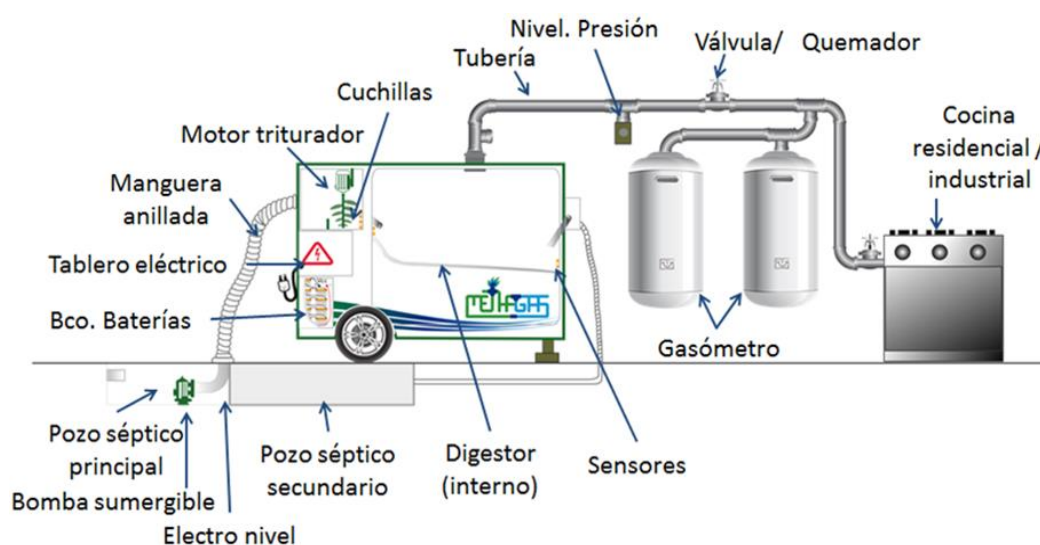 Nivel. Presión
Válvula/ Quemador
Tubería
Cuchillas
Motor triturador
Cocina
residencial /
industrial
Manguera
anillada
Tablero eléctrico
METHAGAS
Bco. Baterías
Gasómetro
Pozo séptico
principal
Pozo séptico
secundario
Digestor
(interno)
Sensores
Bomba sumergible
Electro nivel